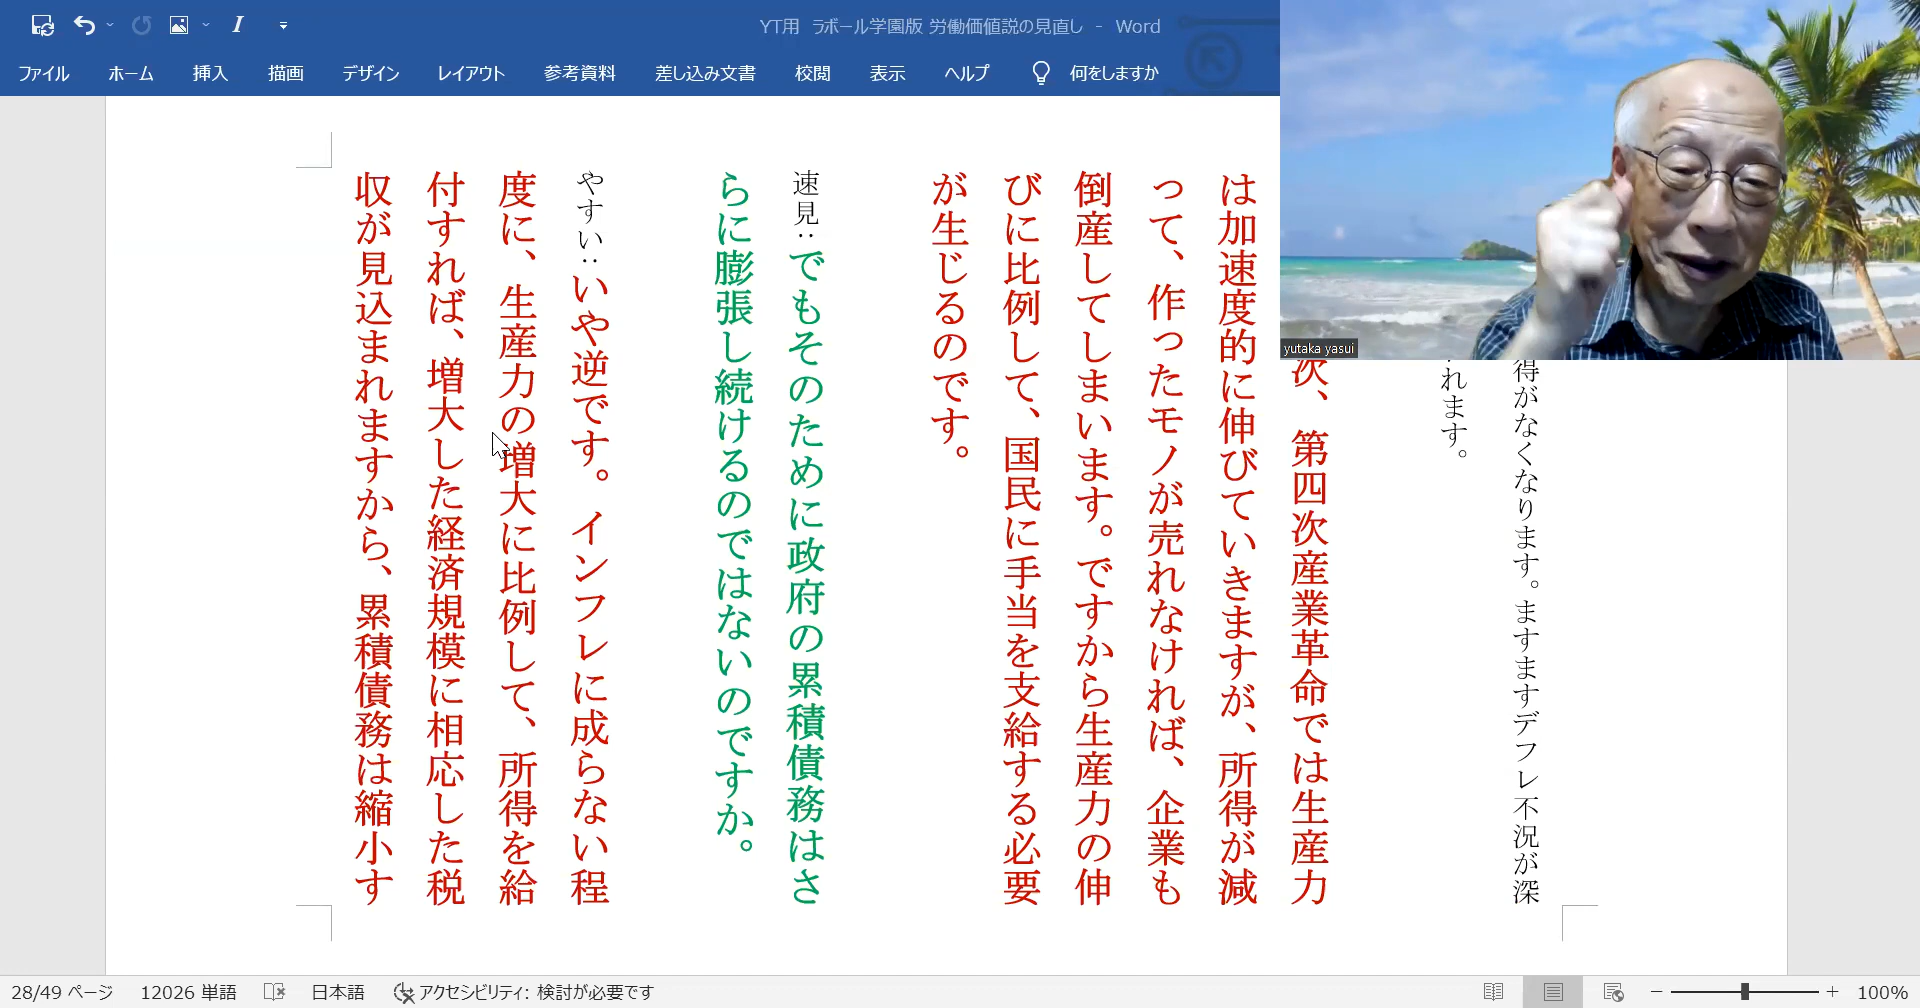 YT用 ラボール学園版 労働価値説の見直し - Word
ファイル ホーム 挿入 描画 デザイン レイアウト 参考資料 差し込み文書 校閲 表示 ヘルプ 何をしますか
yutaka yasui
得がなくなります。ますますデフレ不況が深
れます。
次、第四次産業革命では生産力
は加速度的に伸びていきますが、所得が減
って、作ったモノが売れなければ、企業も
倒産してしまいます。ですから生産力の伸
びに比例して、国民に手当を支給する必要
が生じるのです。
速見：でもそのために政府の累積債務はさ
らに膨張し続けるのではないのですか。
やすい：いや逆です。インフレに成らない程
度に、生産力の増大に比例して、所得を給
付すれば、増大した経済規模に相応した税
収が見込まれますから、累積債務は縮小す
28/49 ページ 12026 単語 日本語 アクセシビリティ: 検討が必要です 100%